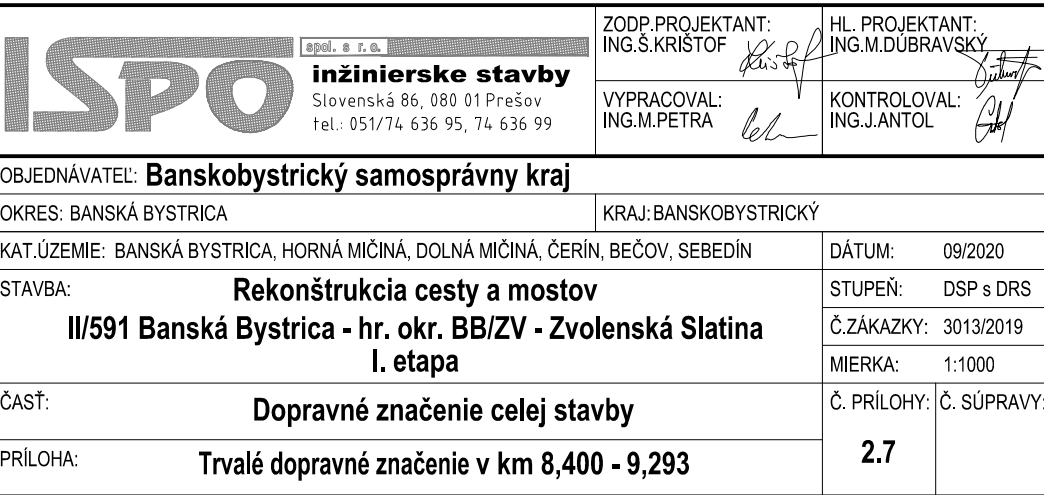 ISPO
spol. s r.o.
inžinierske stavby
Slovenská 86, 080 01 Prešov
tel.: 051/74 636 95, 74 636 99
ZODP.PROJEKTANT:
ING.Š.KRIŠTOF
HL. PROJEKTANT:
ING.M.DÚBRAVSKÝ
VYPRACOVAL:
ING.M.PETRA
KONTROLOVAL:
ING.J.ANTOL
OBJEDNÁVATEĽ: Banskobystrický samosprávny kraj
OKRES: BANSKÁ BYSTRICA
KRAJ: BANSKOBYSTRICKÝ
KAT.ÚZEMIE: BANSKÁ BYSTRICA, HORNÁ MIČINÁ, DOLNÁ MIČINÁ, ČERÍN, BEČOV, SEBEDÍN
DÁTUM: 09/2020
STAVBA: Rekonštrukcia cesty a mostov
II/591 Banská Bystrica - hr. okr. BB/ZV - Zvolenská Slatina
I. etapa
STUPEŇ: DSP s DRS
Č.ZÁKAZKY: 3013/2019
MIERKA: 1:1000
ČASŤ: Dopravné značenie celej stavby
Č. PRÍLOHY: Č. SÚPRAVY:
2.7
PRÍLOHA: Trvalé dopravné značenie v km 8,400 - 9,293